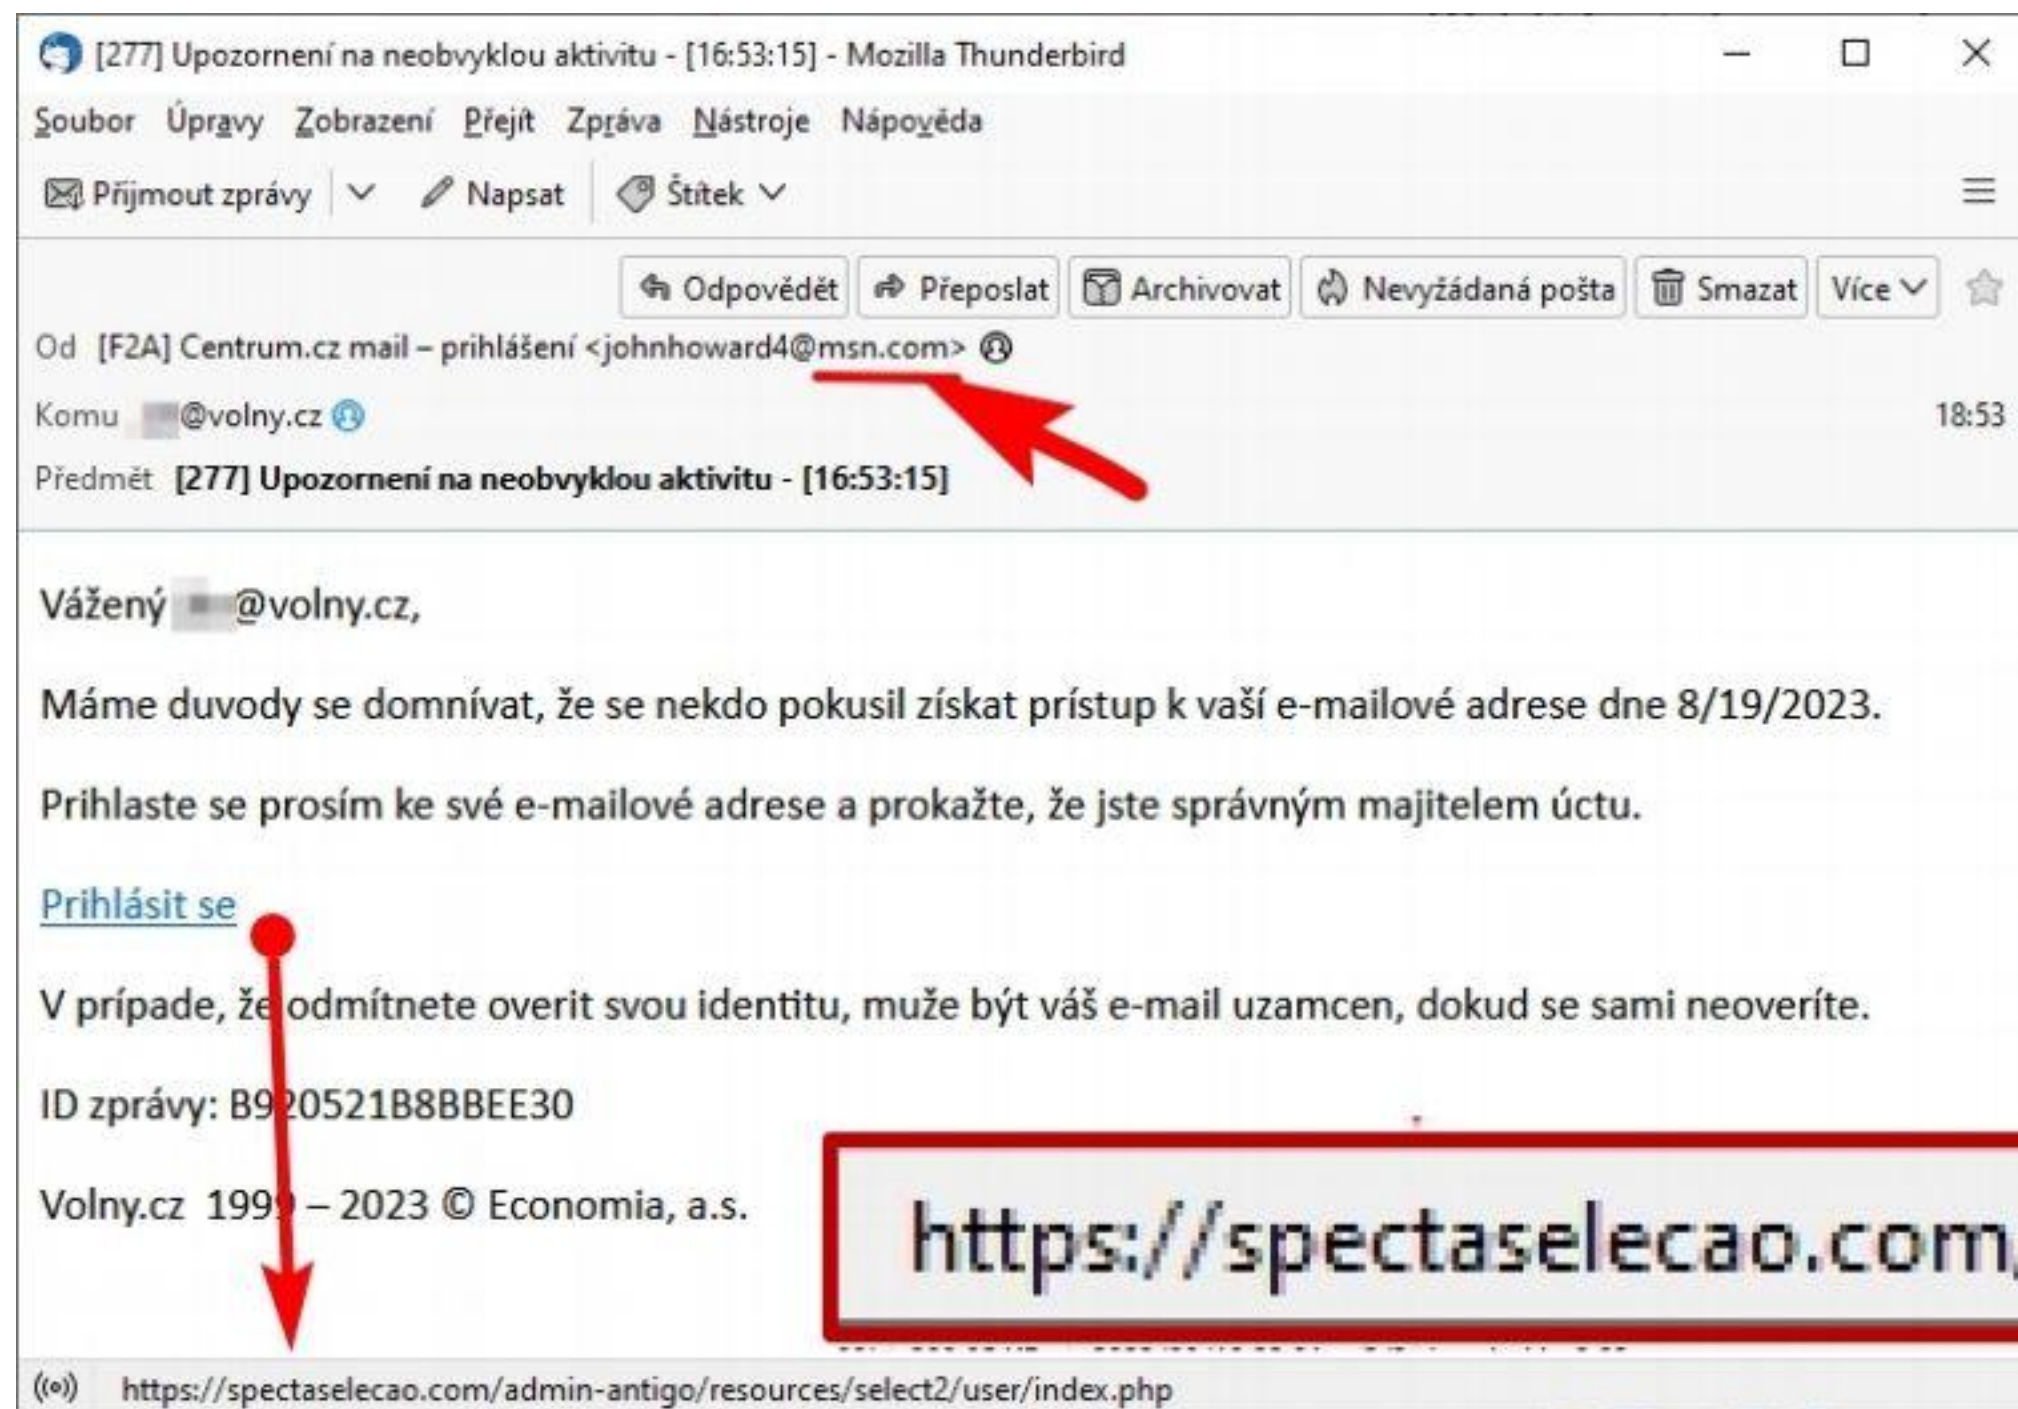 [277] Upozornení na neobvyklou aktivitu - [16:53:15] - Mozilla Thunderbird
Soubor Úpravy Zobrazení Přejít Zpráva Nástroje Nápověda
Přijmout zprávy Napsat Štítek
Odpovědět Přeposlat Archivovat Nevyžádaná pošta Smazat Více
Od [F2A] Centrum.cz mail – prihlášení <johnhoward4@msn.com>
Komu @volny.cz 18:53
Předmět [277] Upozornení na neobvyklou aktivitu - [16:53:15]
Vážený @volny.cz,
Máme duvody se domnívat, že se nekdo pokusil získat prístup k vaší e-mailové adrese dne 8/19/2023.
Prihlaste se prosím ke své e-mailové adrese a prokažte, že jste správným majitelem úctu.
Prihlásit se
V prípade, že odmítnete overit svou identitu, muže být váš e-mail uzamcen, dokud se sami neoveríte.
ID zprávy: B920521B8BBEE30
Volny.cz 1999 – 2023 © Economia, a.s.
https://spectaselecao.com/
https://spectaselecao.com/admin-antigo/resources/select2/user/index.php